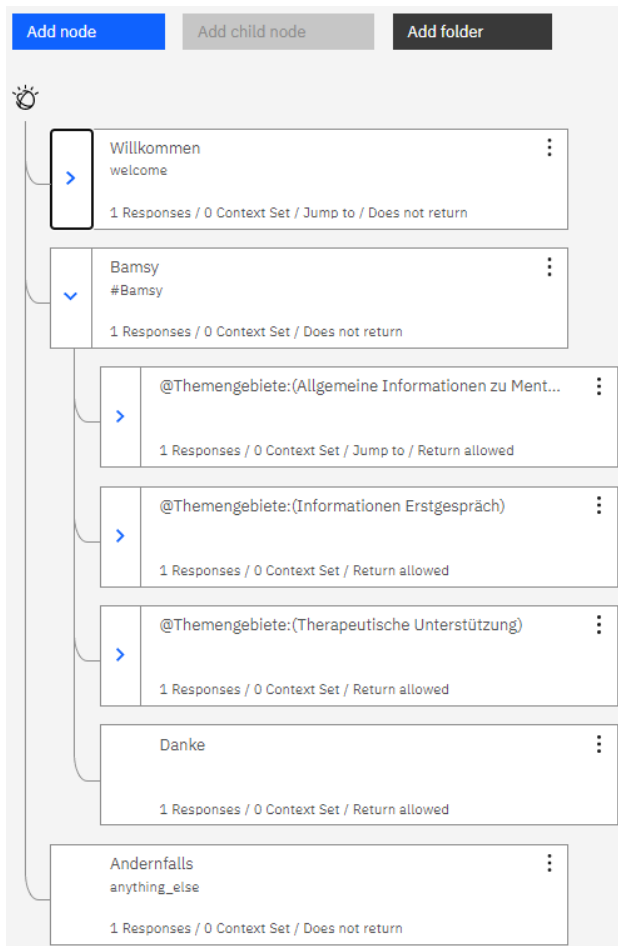 Add node
Add child node
Add folder
Willkommen
welcome
1 Responses / 0 Context Set / Jump to / Does not return
Bamsy
#Bamsy
1 Responses / 0 Context Set / Does not return
@Themengebiete:(Allgemeine Informationen zu Ment...
1 Responses / 0 Context Set / Jump to / Return allowed
@Themengebiete:(Informationen Erstgespräch)
1 Responses / 0 Context Set / Return allowed
@Themengebiete:(Therapeutische Unterstützung)
1 Responses / 0 Context Set / Return allowed
Danke
1 Responses / 0 Context Set / Return allowed
Andernfalls
anything_else
1 Responses / 0 Context Set / Does not return